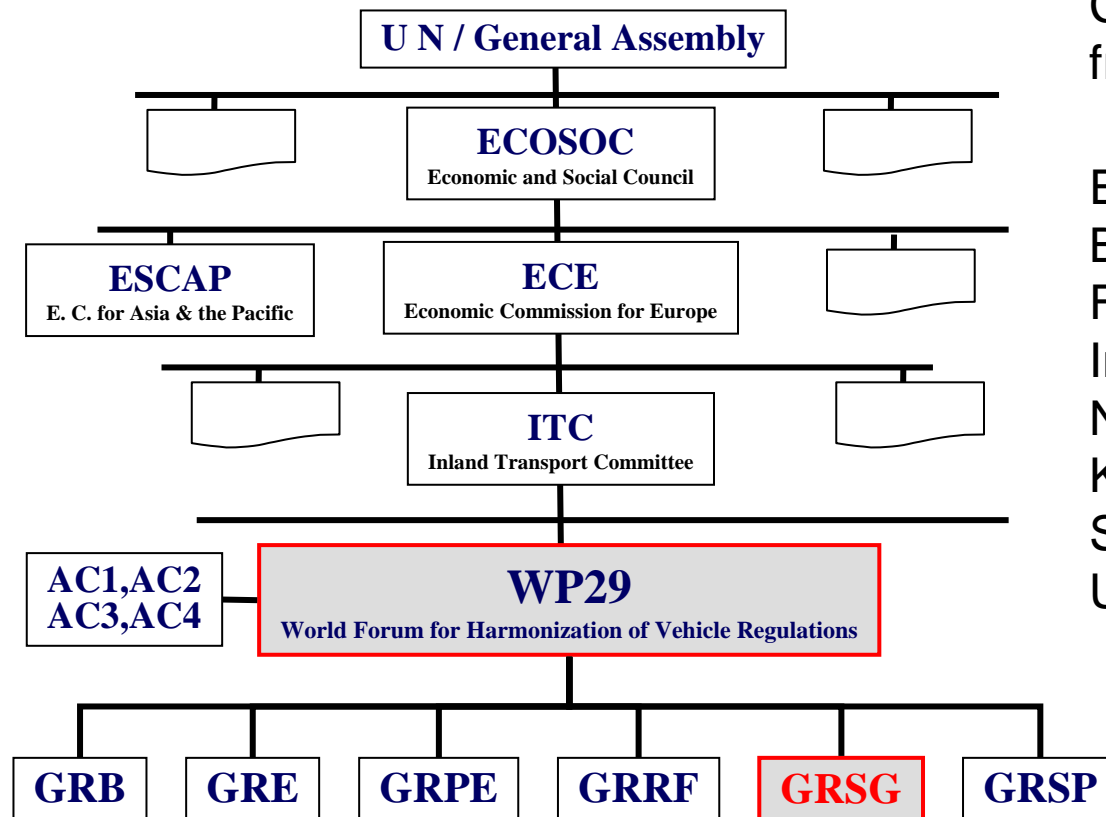 U N / General Assembly
ECOSOC
Economic and Social Council
ESCAP
E. C. for Asia & the Pacific
ECE
Economic Commission for Europe
ITC
Inland Transport Committee
AC1,AC2
AC3,AC4
WP29
World Forum for Harmonization of Vehicle Regulations
GRB
GRE
GRPE
GRRF
GRSG
GRSP